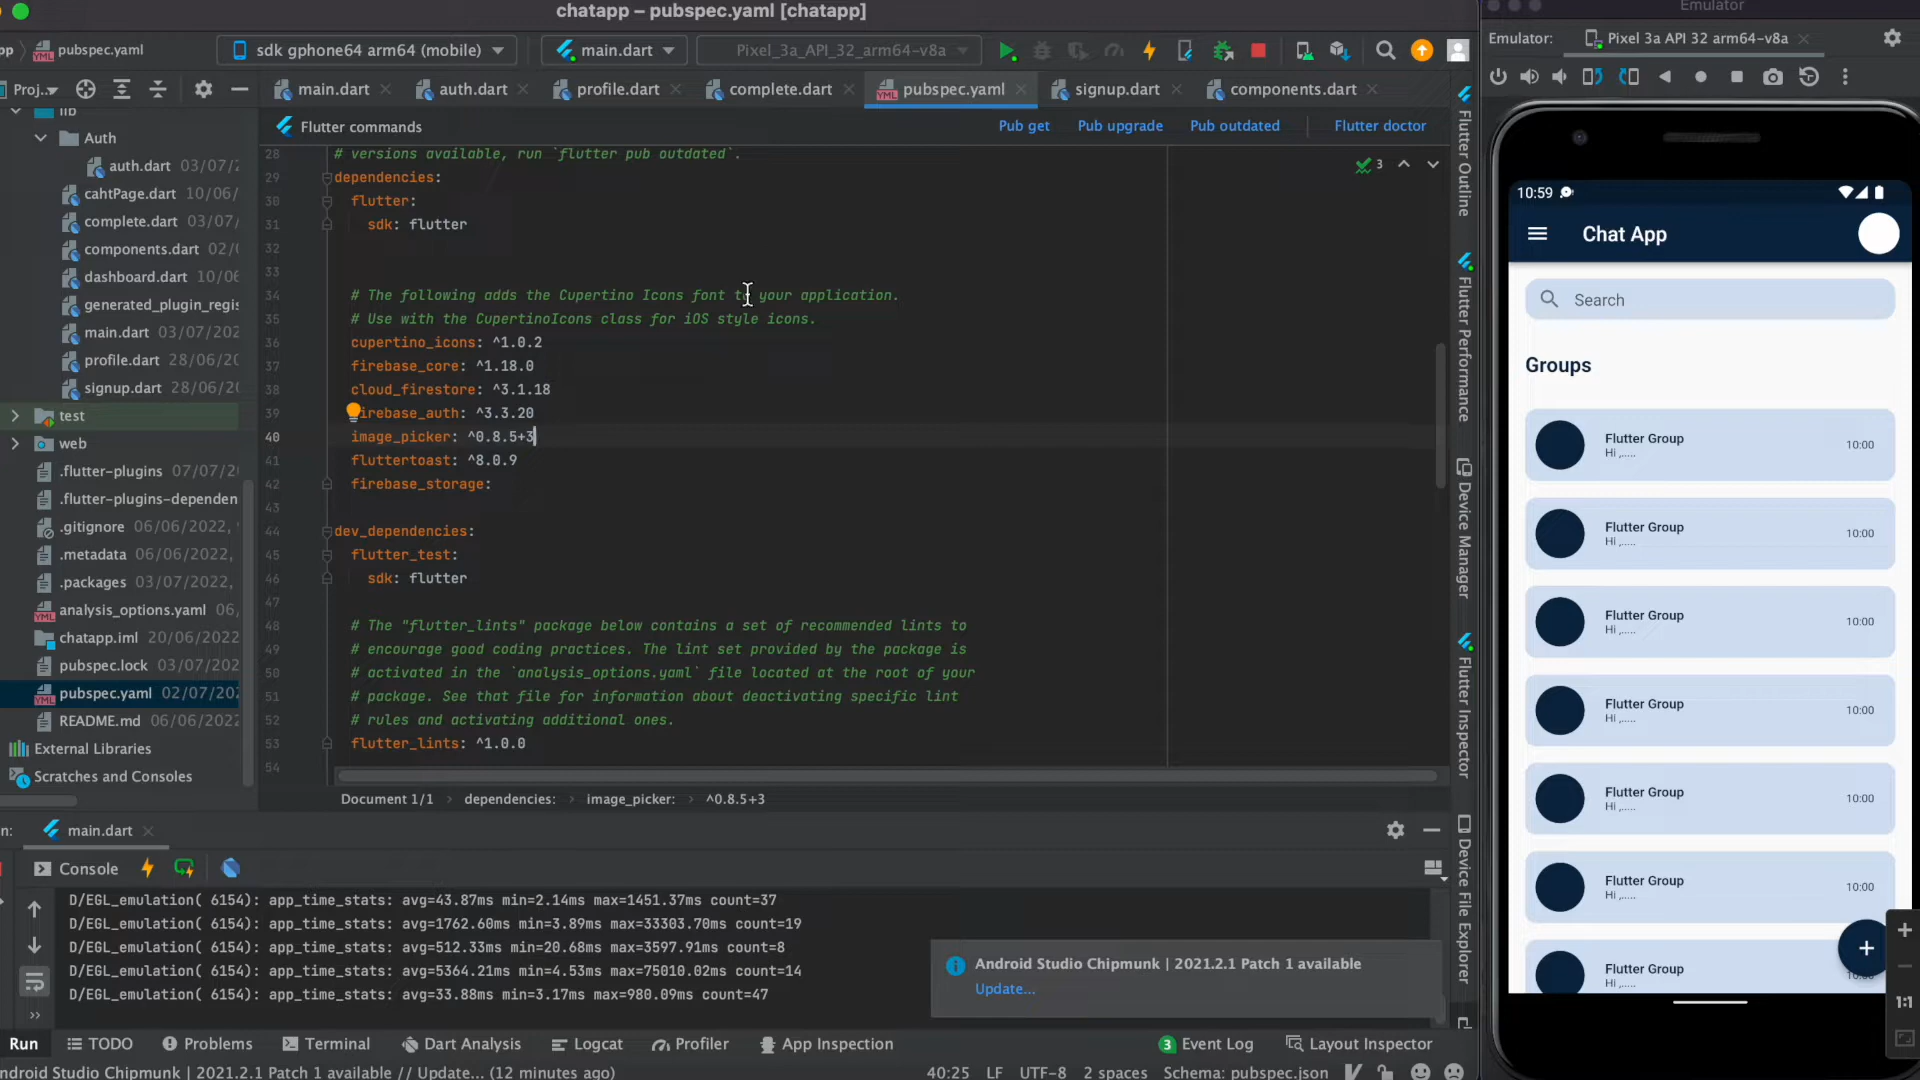 chatapp – pubspec.yaml [chatapp]
Emulator
pp
pubspec.yaml
sdk gphone64 arm64 (mobile)
main.dart
Pixel_3a_API_32_arm64-v8a
Emulator:
Pixel 3a API 32 arm64-v8a
Proj...
main.dart
auth.dart
profile.dart
complete.dart
pubspec.yaml
signup.dart
components.dart
Flutter commands
Pub get
Pub upgrade
Pub outdated
Flutter doctor
lib
Auth
auth.dart 03/07/2
cahtPage.dart 10/06/
complete.dart 03/07/
components.dart 02/0
dashboard.dart 10/06
generated_plugin_regis
main.dart 03/07/202
profile.dart 28/06/20
signup.dart 28/06/20
test
web
.flutter-plugins 07/07/20
.flutter-plugins-dependen
.gitignore 06/06/2022,
.metadata 06/06/2022,
.packages 03/07/2022,
analysis_options.yaml 06,
chatapp.iml 20/06/2022
pubspec.lock 03/07/202
pubspec.yaml 02/07/202
README.md 06/06/2022
External Libraries
Scratches and Consoles
28 # versions available, run `flutter pub outdated`.
29 dependencies:
30 flutter:
31 sdk: flutter
32
33
34 # The following adds the Cupertino Icons font to your application.
35 # Use with the CupertinoIcons class for iOS style icons.
36 cupertino_icons: ^1.0.2
37 firebase_core: ^1.18.0
38 cloud_firestore: ^3.1.18
39 irebase_auth: ^3.3.20
40 image_picker: ^0.8.5+3
41 fluttertoast: ^8.0.9
42 firebase_storage:
43
44 dev_dependencies:
45 flutter_test:
46 sdk: flutter
47
48 # The "flutter_lints" package below contains a set of recommended lints to
49 # encourage good coding practices. The lint set provided by the package is
50 # activated in the `analysis_options.yaml` file located at the root of your
51 # package. See that file for information about deactivating specific lint
52 # rules and activating additional ones.
53 flutter_lints: ^1.0.0
54
3
Document 1/1 › dependencies: › image_picker: › ^0.8.5+3
Flutter Outline
Flutter Performance
Device Manager
Flutter Inspector
Device File Explorer
n:
main.dart
Console
D/EGL_emulation( 6154): app_time_stats: avg=43.87ms min=2.14ms max=1451.37ms count=37
D/EGL_emulation( 6154): app_time_stats: avg=1762.60ms min=3.89ms max=33303.70ms count=19
D/EGL_emulation( 6154): app_time_stats: avg=512.33ms min=20.68ms max=3597.91ms count=8
D/EGL_emulation( 6154): app_time_stats: avg=5364.21ms min=4.53ms max=75010.02ms count=14
D/EGL_emulation( 6154): app_time_stats: avg=33.88ms min=3.17ms max=980.09ms count=47
Android Studio Chipmunk | 2021.2.1 Patch 1 available
Update...
Run
TODO
Problems
Terminal
Dart Analysis
Logcat
Profiler
App Inspection
3 Event Log
Layout Inspector
ndroid Studio Chipmunk | 2021.2.1 Patch 1 available // Update... (12 minutes ago)
40:25
LF
UTF-8
2 spaces
Schema: pubspec.json
10:59
Chat App
Search
Groups
Flutter Group
Hi ,.....
10:00
Flutter Group
Hi ,.....
10:00
Flutter Group
Hi ,.....
10:00
Flutter Group
Hi ,.....
10:00
Flutter Group
Hi ,.....
10:00
Flutter Group
Hi ,.....
10:00
Flutter Group
Hi ,.....
1:1